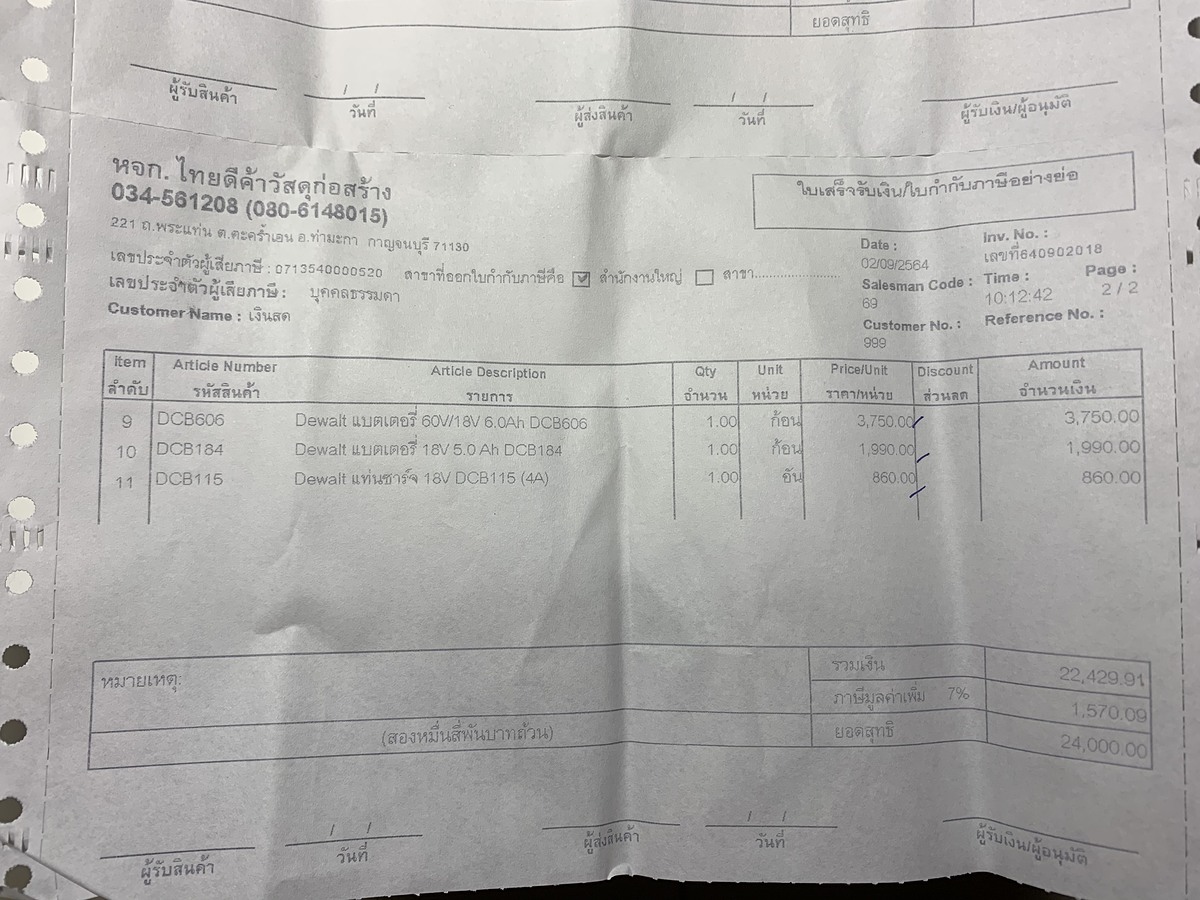 ยอดสุทธิ
/ / / /
ผู้รับสินค้า วันที่ ผู้ส่งสินค้า วันที่ ผู้รับเงิน/ผู้อนุมัติ
หจก. ไทยดีค้าวัสดุก่อสร้าง
034-561208 (080-6148015)
221 ถ.พระแท่น ต.ตะคร้ำเอน อ.ท่ามะกา กาญจนบุรี 71130
เลขประจำตัวผู้เสียภาษี : 0713540000520 สาขาที่ออกใบกำกับภาษีคือ สำนักงานใหญ่ สาขา.....................
เลขประจำตัวผู้เสียภาษี : บุคคลธรรมดา
Customer Name : เงินสด
ใบเสร็จรับเงิน/ใบกำกับภาษีอย่างย่อ
Date : Inv. No. :
02/09/2564 เลขที่640902018
Salesman Code : Time : Page :
69 10:12:42 2 / 2
Customer No. : Reference No. :
999
Item Article Number Article Description Qty Unit Price/Unit Discount Amount
ลำดับ รหัสสินค้า รายการ จำนวน หน่วย ราคา/หน่วย ส่วนลด จำนวนเงิน
9 DCB606 Dewalt แบตเตอรี่ 60V/18V 6.0Ah DCB606 1.00 ก้อน 3,750.00 3,750.00
10 DCB184 Dewalt แบตเตอรี่ 18V 5.0 Ah DCB184 1.00 ก้อน 1,990.00 1,990.00
11 DCB115 Dewalt แท่นชาร์จ 18V DCB115 (4A) 1.00 อัน 860.00 860.00
หมายเหตุ: รวมเงิน 22,429.91
ภาษีมูลค่าเพิ่ม 7% 1,570.09
(สองหมื่นสี่พันบาทถ้วน) ยอดสุทธิ 24,000.00
/ / / /
ผู้รับสินค้า วันที่ ผู้ส่งสินค้า วันที่ ผู้รับเงิน/ผู้อนุมัติ